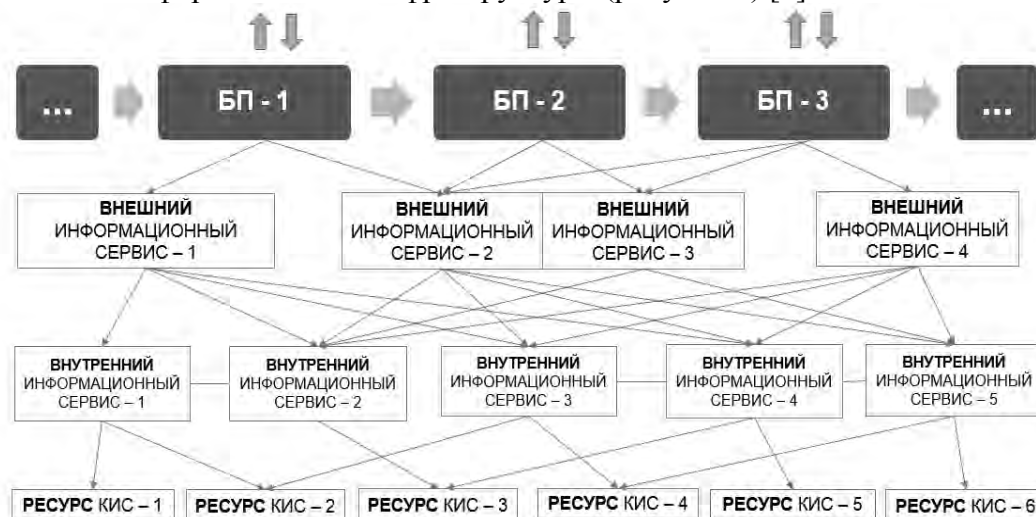 ...
БП - 1
БП - 2
БП - 3
...
ВНЕШНИЙ
ИНФОРМАЦИОННЫЙ
СЕРВИС – 1
ВНЕШНИЙ
ИНФОРМАЦИОННЫЙ
СЕРВИС – 2
ВНЕШНИЙ
ИНФОРМАЦИОННЫЙ
СЕРВИС – 3
ВНЕШНИЙ
ИНФОРМАЦИОННЫЙ
СЕРВИС – 4
ВНУТРЕННИЙ
ИНФОРМАЦИОННЫЙ
СЕРВИС – 1
ВНУТРЕННИЙ
ИНФОРМАЦИОННЫЙ
СЕРВИС – 2
ВНУТРЕННИЙ
ИНФОРМАЦИОННЫЙ
СЕРВИС – 3
ВНУТРЕННИЙ
ИНФОРМАЦИОННЫЙ
СЕРВИС – 4
ВНУТРЕННИЙ
ИНФОРМАЦИОННЫЙ
СЕРВИС – 5
РЕСУРС КИС – 1
РЕСУРС КИС – 2
РЕСУРС КИС – 3
РЕСУРС КИС – 4
РЕСУРС КИС – 5
РЕСУРС КИС – 6